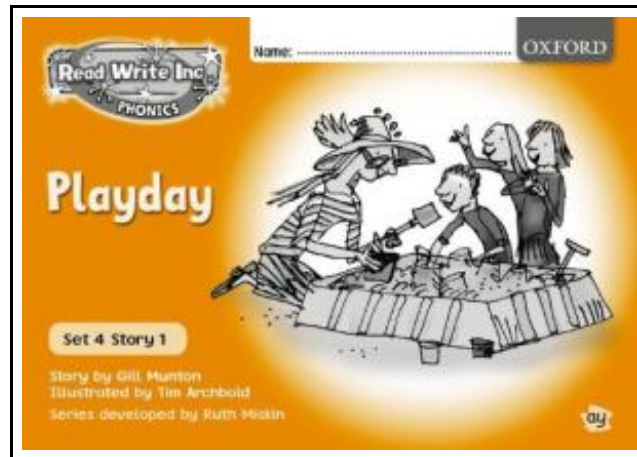 Name:
OXFORD
Read Write Inc.
PHONICS
Playday
Set 4 Story 1
Story by Gill Munton
Illustrated by Tim Archbold
Series developed by Ruth Miskin
ay